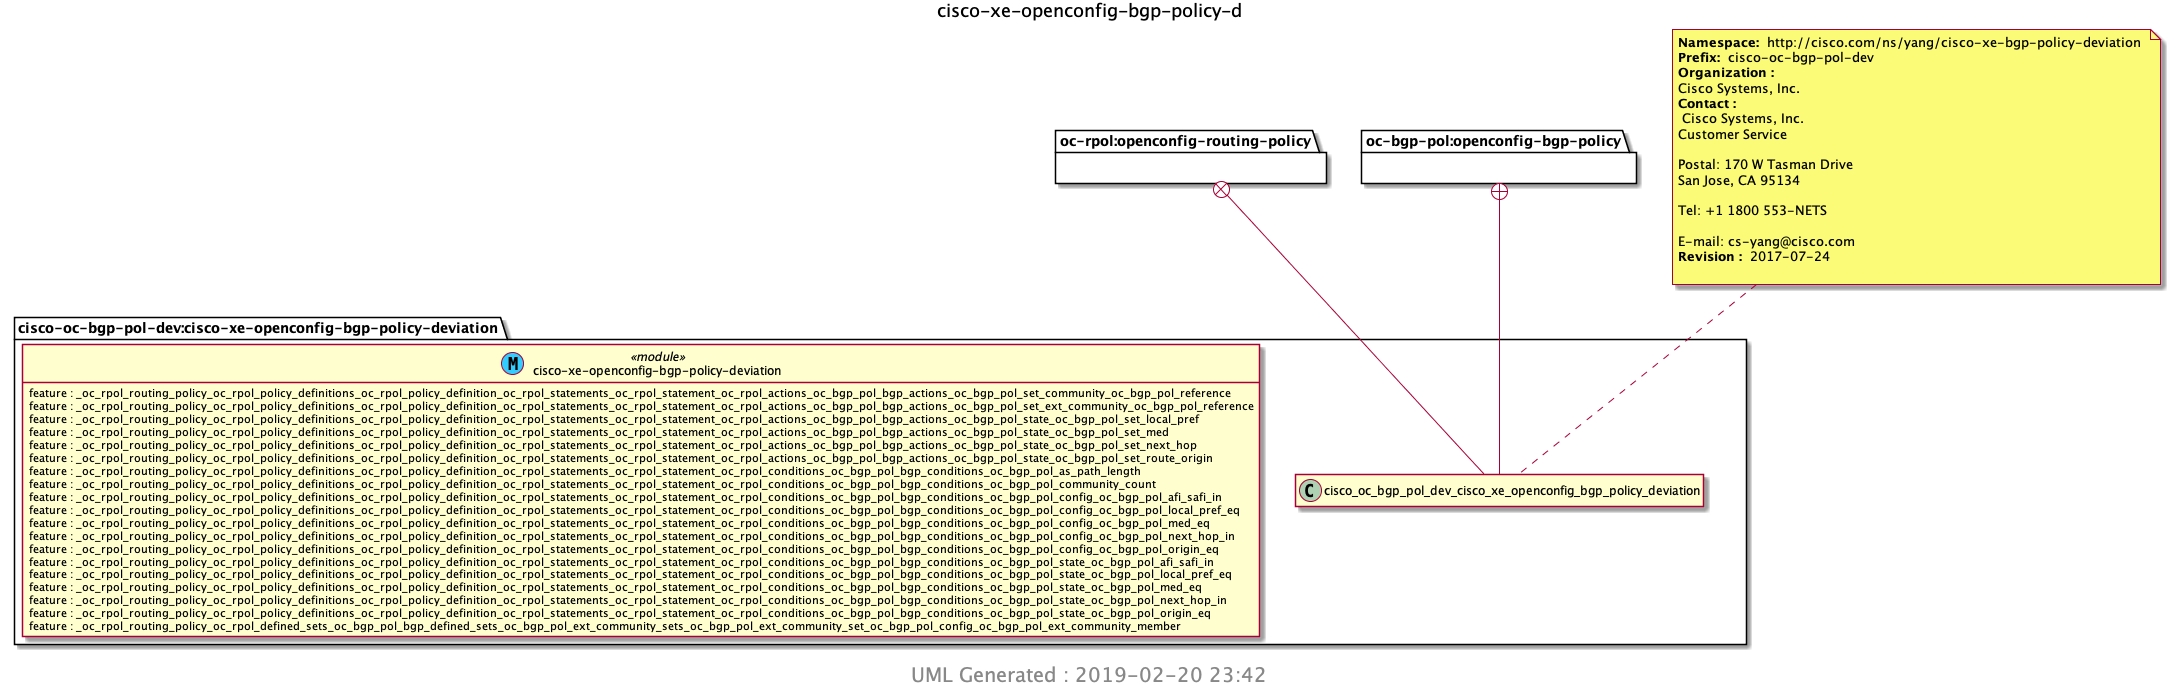 cisco-xe-openconfig-bgp-policy-d
Namespace: http://cisco.com/ns/yang/cisco-xe-bgp-policy-deviation
Prefix: cisco-oc-bgp-pol-dev
Organization :
Cisco Systems, Inc.
Contact :
Cisco Systems, Inc.
Customer Service
Postal: 170 W Tasman Drive
San Jose, CA 95134
Tel: +1 1800 553-NETS
E-mail: cs-yang@cisco.com
Revision : 2017-07-24
oc-rpol:openconfig-routing-policy
oc-bgp-pol:openconfig-bgp-policy
cisco-oc-bgp-pol-dev:cisco-xe-openconfig-bgp-policy-deviation
M
«module»
cisco-xe-openconfig-bgp-policy-deviation
feature : _oc_rpol_routing_policy_oc_rpol_policy_definitions_oc_rpol_policy_definition_oc_rpol_statements_oc_rpol_statement_oc_rpol_actions_oc_bgp_pol_bgp_actions_oc_bgp_pol_set_community_oc_bgp_pol_reference
feature : _oc_rpol_routing_policy_oc_rpol_policy_definitions_oc_rpol_policy_definition_oc_rpol_statements_oc_rpol_statement_oc_rpol_actions_oc_bgp_pol_bgp_actions_oc_bgp_pol_set_ext_community_oc_bgp_pol_reference
feature : _oc_rpol_routing_policy_oc_rpol_policy_definitions_oc_rpol_policy_definition_oc_rpol_statements_oc_rpol_statement_oc_rpol_actions_oc_bgp_pol_bgp_actions_oc_bgp_pol_state_oc_bgp_pol_set_local_pref
feature : _oc_rpol_routing_policy_oc_rpol_policy_definitions_oc_rpol_policy_definition_oc_rpol_statements_oc_rpol_statement_oc_rpol_actions_oc_bgp_pol_bgp_actions_oc_bgp_pol_state_oc_bgp_pol_set_med
feature : _oc_rpol_routing_policy_oc_rpol_policy_definitions_oc_rpol_policy_definition_oc_rpol_statements_oc_rpol_statement_oc_rpol_actions_oc_bgp_pol_bgp_actions_oc_bgp_pol_state_oc_bgp_pol_set_next_hop
feature : _oc_rpol_routing_policy_oc_rpol_policy_definitions_oc_rpol_policy_definition_oc_rpol_statements_oc_rpol_statement_oc_rpol_actions_oc_bgp_pol_bgp_actions_oc_bgp_pol_state_oc_bgp_pol_set_route_origin
feature : _oc_rpol_routing_policy_oc_rpol_policy_definitions_oc_rpol_policy_definition_oc_rpol_statements_oc_rpol_statement_oc_rpol_conditions_oc_bgp_pol_bgp_conditions_oc_bgp_pol_as_path_length
feature : _oc_rpol_routing_policy_oc_rpol_policy_definitions_oc_rpol_policy_definition_oc_rpol_statements_oc_rpol_statement_oc_rpol_conditions_oc_bgp_pol_bgp_conditions_oc_bgp_pol_community_count
feature : _oc_rpol_routing_policy_oc_rpol_policy_definitions_oc_rpol_policy_definition_oc_rpol_statements_oc_rpol_statement_oc_rpol_conditions_oc_bgp_pol_bgp_conditions_oc_bgp_pol_config_oc_bgp_pol_afi_safi_in
feature : _oc_rpol_routing_policy_oc_rpol_policy_definitions_oc_rpol_policy_definition_oc_rpol_statements_oc_rpol_statement_oc_rpol_conditions_oc_bgp_pol_bgp_conditions_oc_bgp_pol_config_oc_bgp_pol_local_pref_eq
feature : _oc_rpol_routing_policy_oc_rpol_policy_definitions_oc_rpol_policy_definition_oc_rpol_statements_oc_rpol_statement_oc_rpol_conditions_oc_bgp_pol_bgp_conditions_oc_bgp_pol_config_oc_bgp_pol_med_eq
feature : _oc_rpol_routing_policy_oc_rpol_policy_definitions_oc_rpol_policy_definition_oc_rpol_statements_oc_rpol_statement_oc_rpol_conditions_oc_bgp_pol_bgp_conditions_oc_bgp_pol_config_oc_bgp_pol_next_hop_in
feature : _oc_rpol_routing_policy_oc_rpol_policy_definitions_oc_rpol_policy_definition_oc_rpol_statements_oc_rpol_statement_oc_rpol_conditions_oc_bgp_pol_bgp_conditions_oc_bgp_pol_config_oc_bgp_pol_origin_eq
feature : _oc_rpol_routing_policy_oc_rpol_policy_definitions_oc_rpol_policy_definition_oc_rpol_statements_oc_rpol_statement_oc_rpol_conditions_oc_bgp_pol_bgp_conditions_oc_bgp_pol_state_oc_bgp_pol_afi_safi_in
feature : _oc_rpol_routing_policy_oc_rpol_policy_definitions_oc_rpol_policy_definition_oc_rpol_statements_oc_rpol_statement_oc_rpol_conditions_oc_bgp_pol_bgp_conditions_oc_bgp_pol_state_oc_bgp_pol_local_pref_eq
feature : _oc_rpol_routing_policy_oc_rpol_policy_definitions_oc_rpol_policy_definition_oc_rpol_statements_oc_rpol_statement_oc_rpol_conditions_oc_bgp_pol_bgp_conditions_oc_bgp_pol_state_oc_bgp_pol_med_eq
feature : _oc_rpol_routing_policy_oc_rpol_policy_definitions_oc_rpol_policy_definition_oc_rpol_statements_oc_rpol_statement_oc_rpol_conditions_oc_bgp_pol_bgp_conditions_oc_bgp_pol_state_oc_bgp_pol_next_hop_in
feature : _oc_rpol_routing_policy_oc_rpol_policy_definitions_oc_rpol_policy_definition_oc_rpol_statements_oc_rpol_statement_oc_rpol_conditions_oc_bgp_pol_bgp_conditions_oc_bgp_pol_state_oc_bgp_pol_origin_eq
feature : _oc_rpol_routing_policy_oc_rpol_defined_sets_oc_bgp_pol_bgp_defined_sets_oc_bgp_pol_ext_community_sets_oc_bgp_pol_ext_community_set_oc_bgp_pol_config_oc_bgp_pol_ext_community_member
C cisco_oc_bgp_pol_dev_cisco_xe_openconfig_bgp_policy_deviation
UML Generated : 2019-02-20 23:42